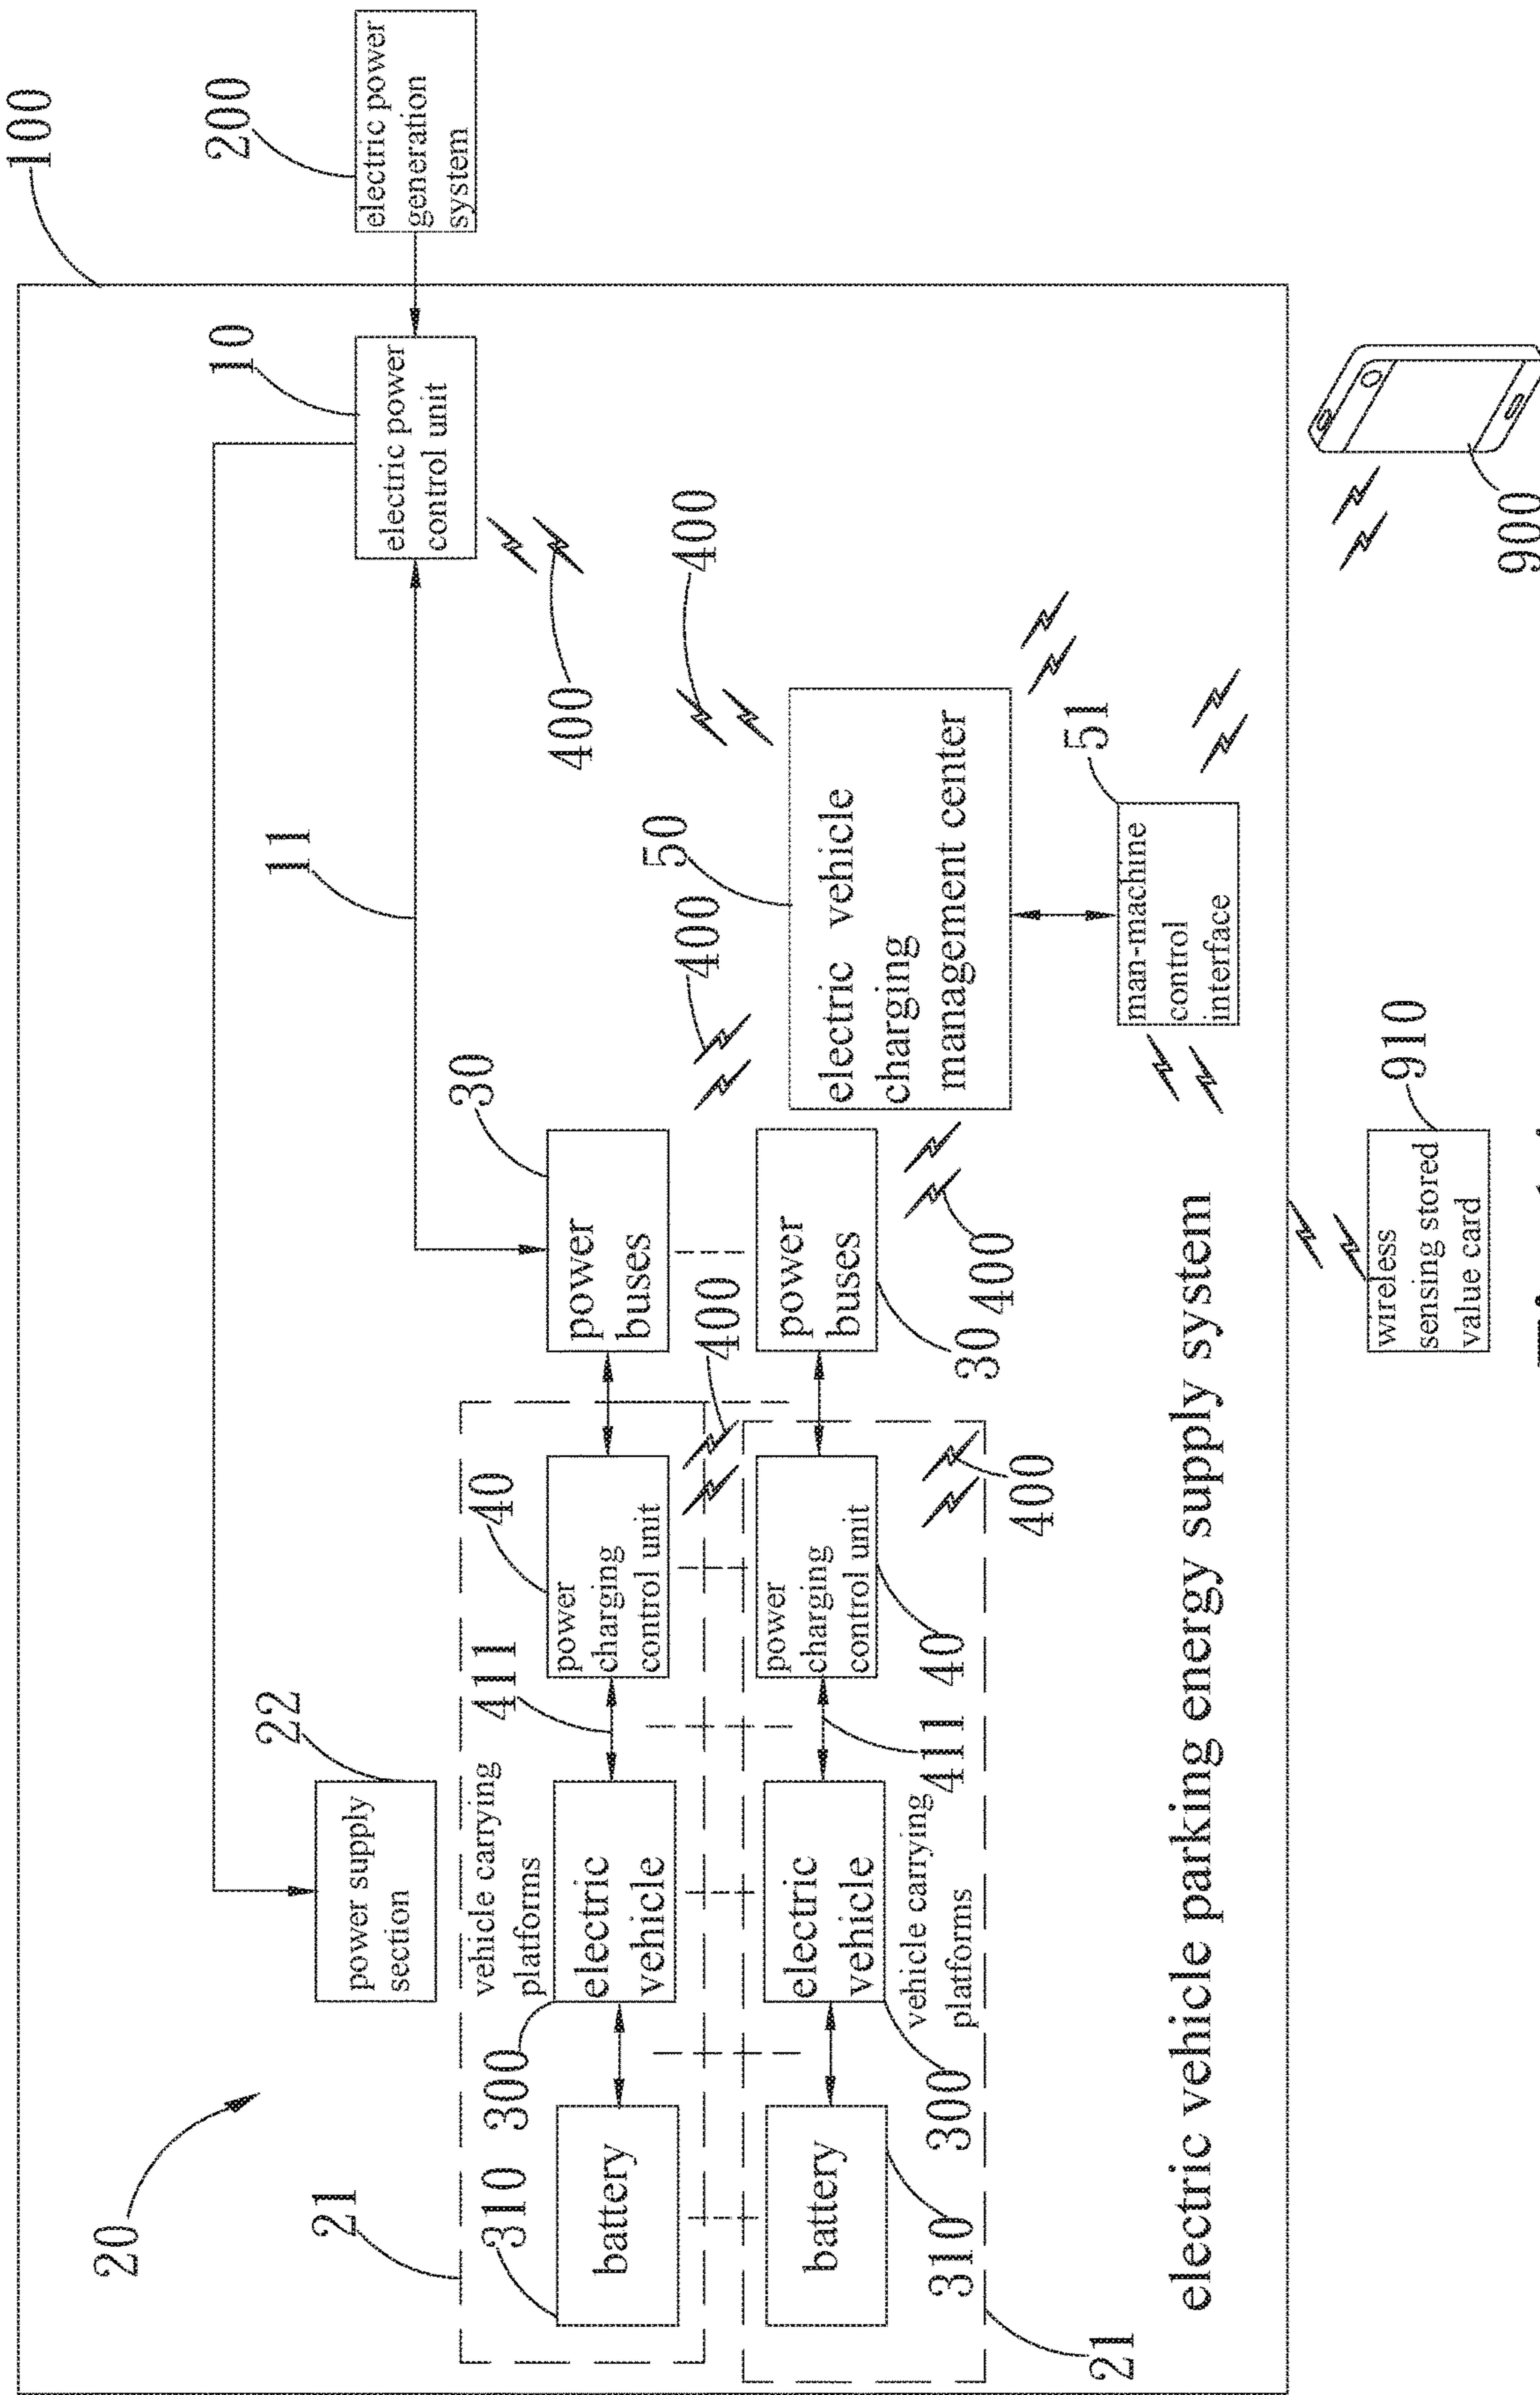 100
20
10
200
22
11
21
power supply
section
electric power
control unit
electric power
generation
system
vehicle carrying
platforms
310
300
411
40
30
battery
electric
vehicle
power
charging
control unit
power
buses
400
400
400
400
50
battery
electric
vehicle
power
charging
control unit
power
buses
electric vehicle
charging
management center
vehicle carrying
platforms
310
300
411
40
30
400
400
21
51
man-machine
control
interface
electric vehicle parking energy supply system
wireless
sensing stored
value card
910
900